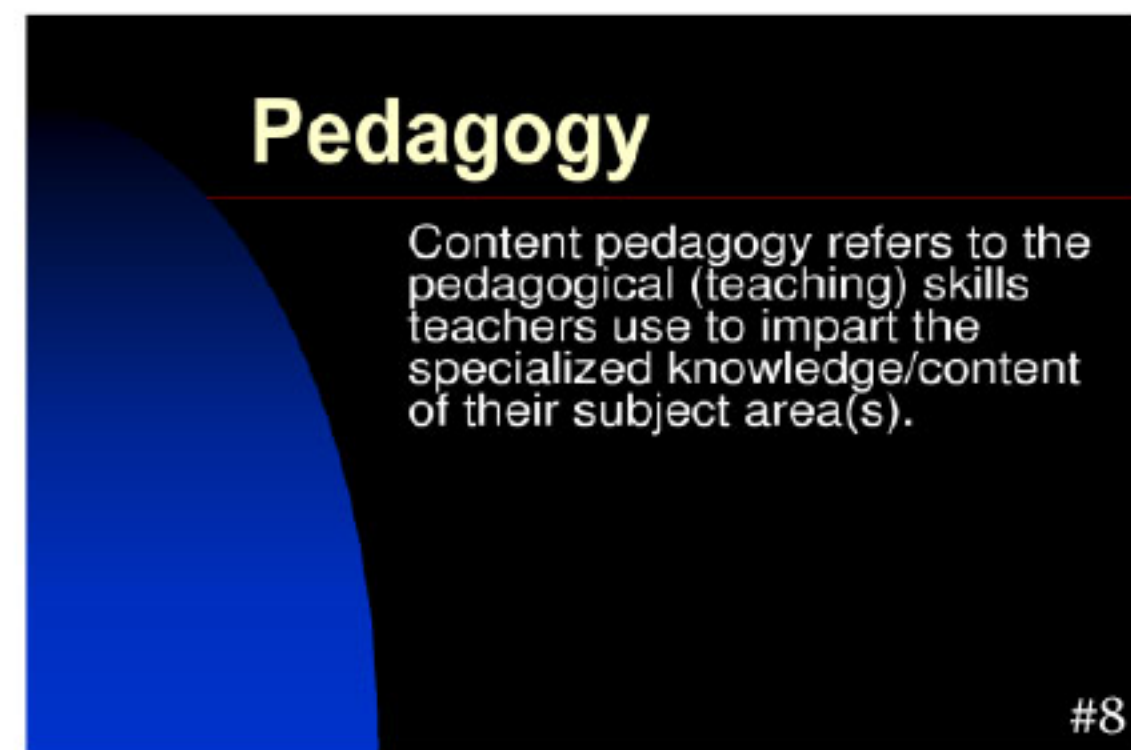 Pedagogy
Content pedagogy refers to the
pedagogical (teaching) skills
teachers use to impart the
specialized knowledge/content
of their subject area(s).
#8